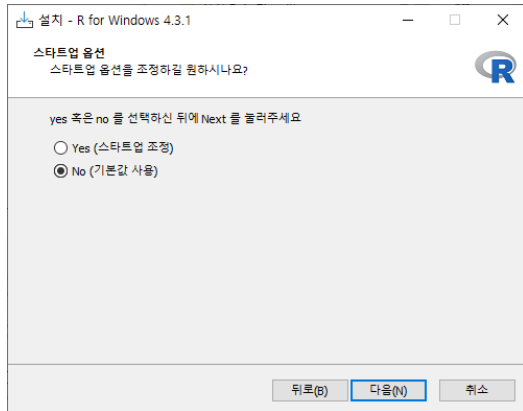 설치 - R for Windows 4.3.1
스타트업 옵션
스타트업 옵션을 조정하길 원하시나요?
R
yes 혹은 no 를 선택하신 뒤에 Next 를 눌러주세요
Yes (스타트업 조정)
No (기본값 사용)
뒤로(B)
다음(N)
취소